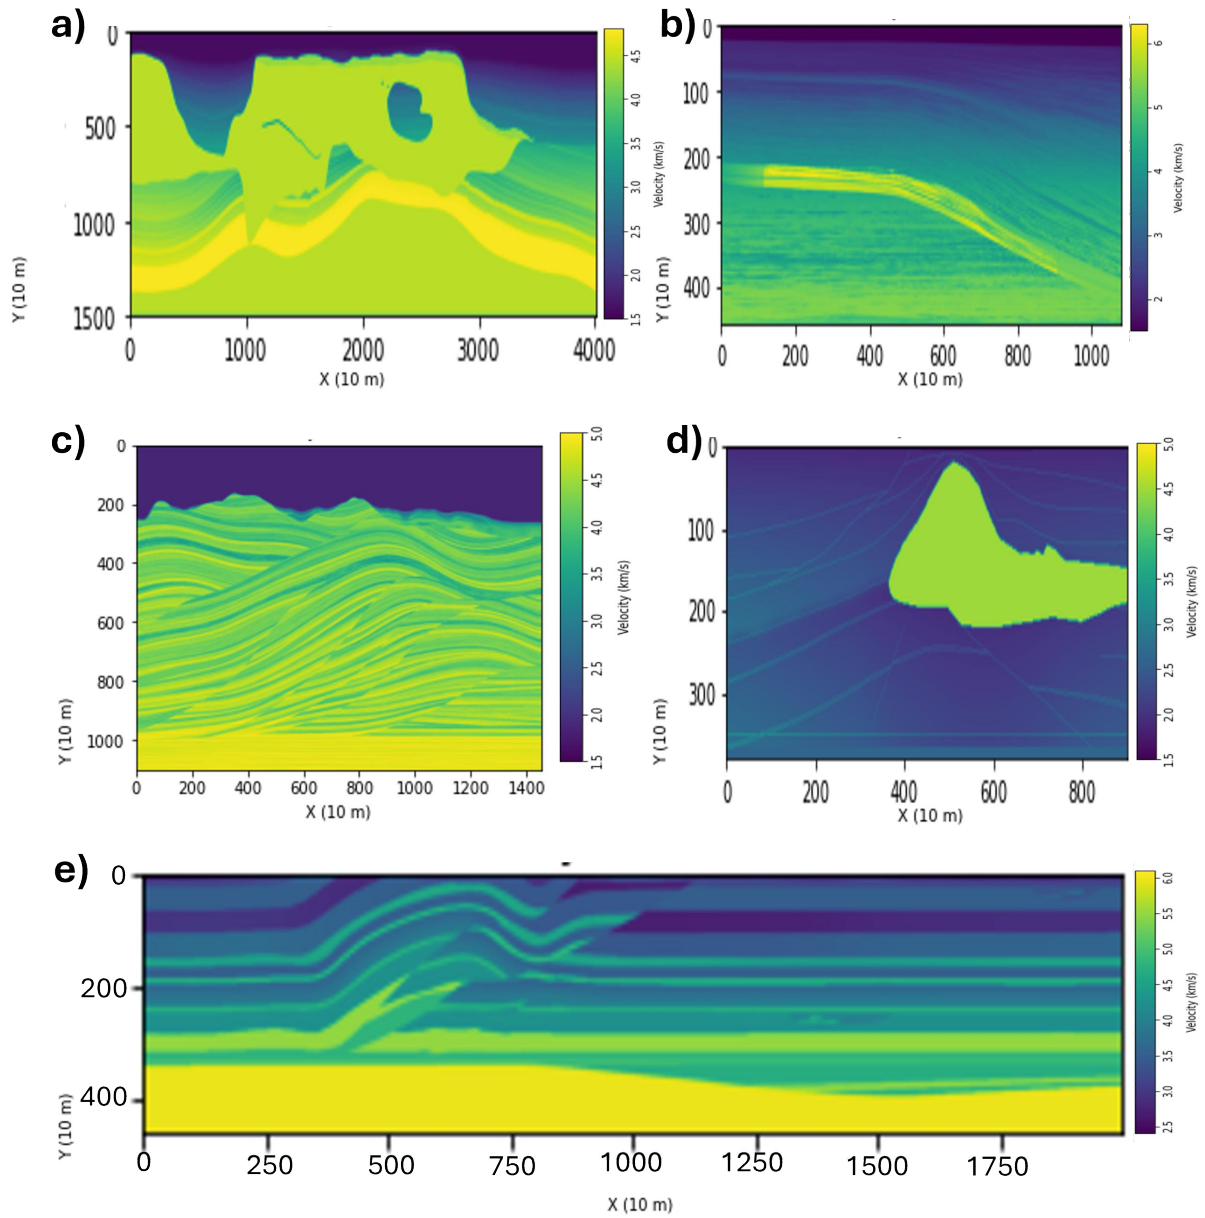 a)
0
500
1000
1500
Y (10 m)
0 1000 2000 3000 4000
X (10 m)
4.5
4.0
3.5
3.0
2.5
2.0
1.5
Velocity (km/s)
b)
0
100
200
300
400
Y (10 m)
0 200 400 600 800 1000
X (10 m)
6
5
4
3
2
Velocity (km/s)
c)
0
200
400
600
800
1000
Y (10 m)
0 200 400 600 800 1000 1200 1400
X (10 m)
5.0
4.5
4.0
3.5
3.0
2.5
2.0
1.5
Velocity (km/s)
d)
0
100
200
300
Y (10 m)
0 200 400 600 800
X (10 m)
5.0
4.5
4.0
3.5
3.0
2.5
2.0
1.5
Velocity (km/s)
e)
0
200
400
Y (10 m)
0 250 500 750 1000 1250 1500 1750
X (10 m)
6.0
5.5
5.0
4.5
4.0
3.5
3.0
2.5
Velocity (km/s)